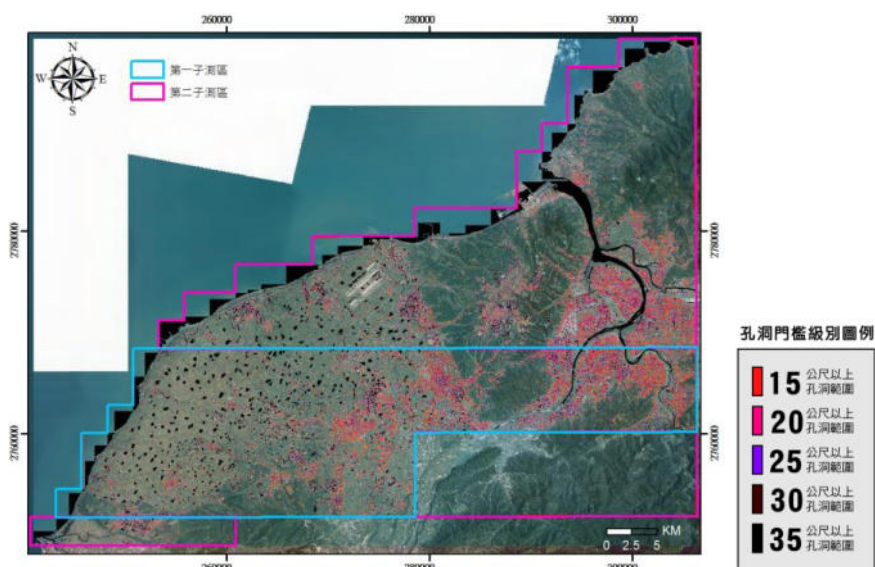 260000
280000
300000
N
W
E
S
第一子測區
第二子測區
2780000
2780000
2760000
2760000
KM
0 2.5 5
260000
280000
300000
孔洞門檻級別圖例
15 公尺以上
孔洞範圍
20 公尺以上
孔洞範圍
25 公尺以上
孔洞範圍
30 公尺以上
孔洞範圍
35 公尺以上
孔洞範圍